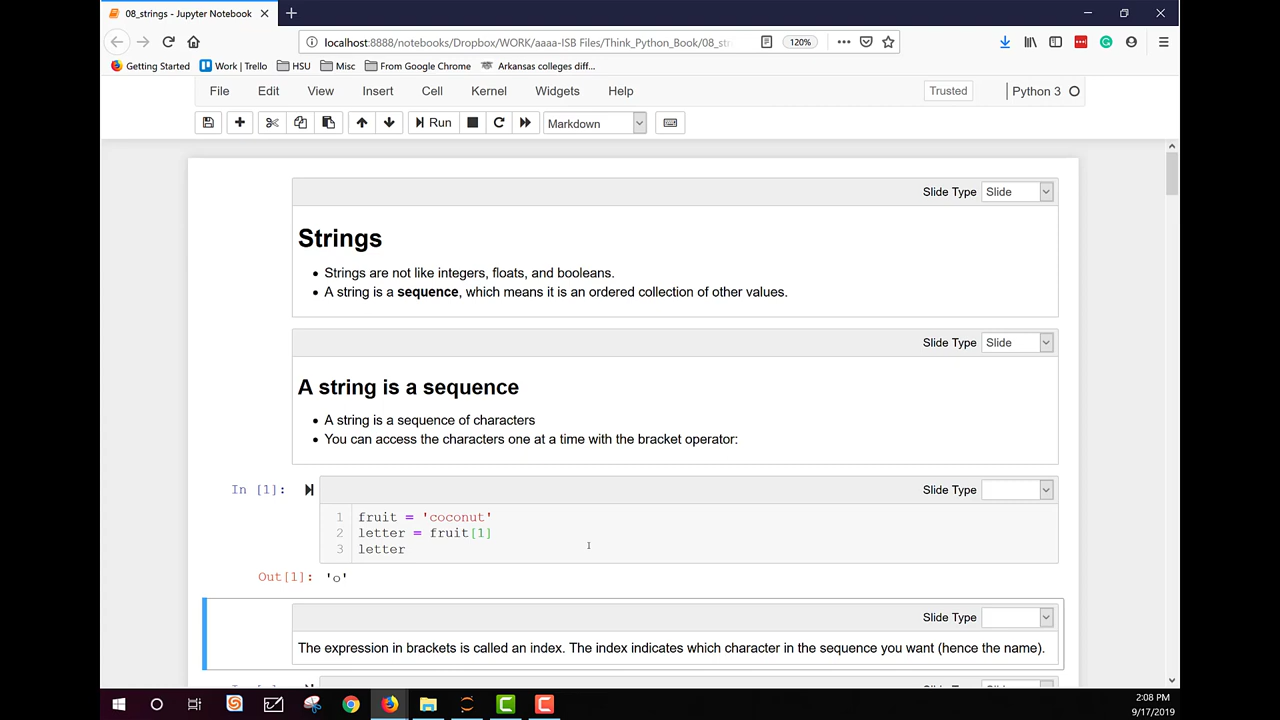 08_strings - Jupyter Notebook
localhost:8888/notebooks/Dropbox/WORK/aaaa-ISB Files/Think_Python_Book/08_str
120%
Getting Started Work | Trello HSU Misc From Google Chrome Arkansas colleges diff...
File Edit View Insert Cell Kernel Widgets Help Trusted Python 3
Run Markdown
Slide Type Slide
Strings
• Strings are not like integers, floats, and booleans.
• A string is a sequence, which means it is an ordered collection of other values.
Slide Type Slide
A string is a sequence
• A string is a sequence of characters
• You can access the characters one at a time with the bracket operator:
In [1]: Slide Type
1 fruit = 'coconut'
2 letter = fruit[1]
3 letter
Out[1]: 'o'
Slide Type
The expression in brackets is called an index. The index indicates which character in the sequence you want (hence the name).
2:08 PM
9/17/2019